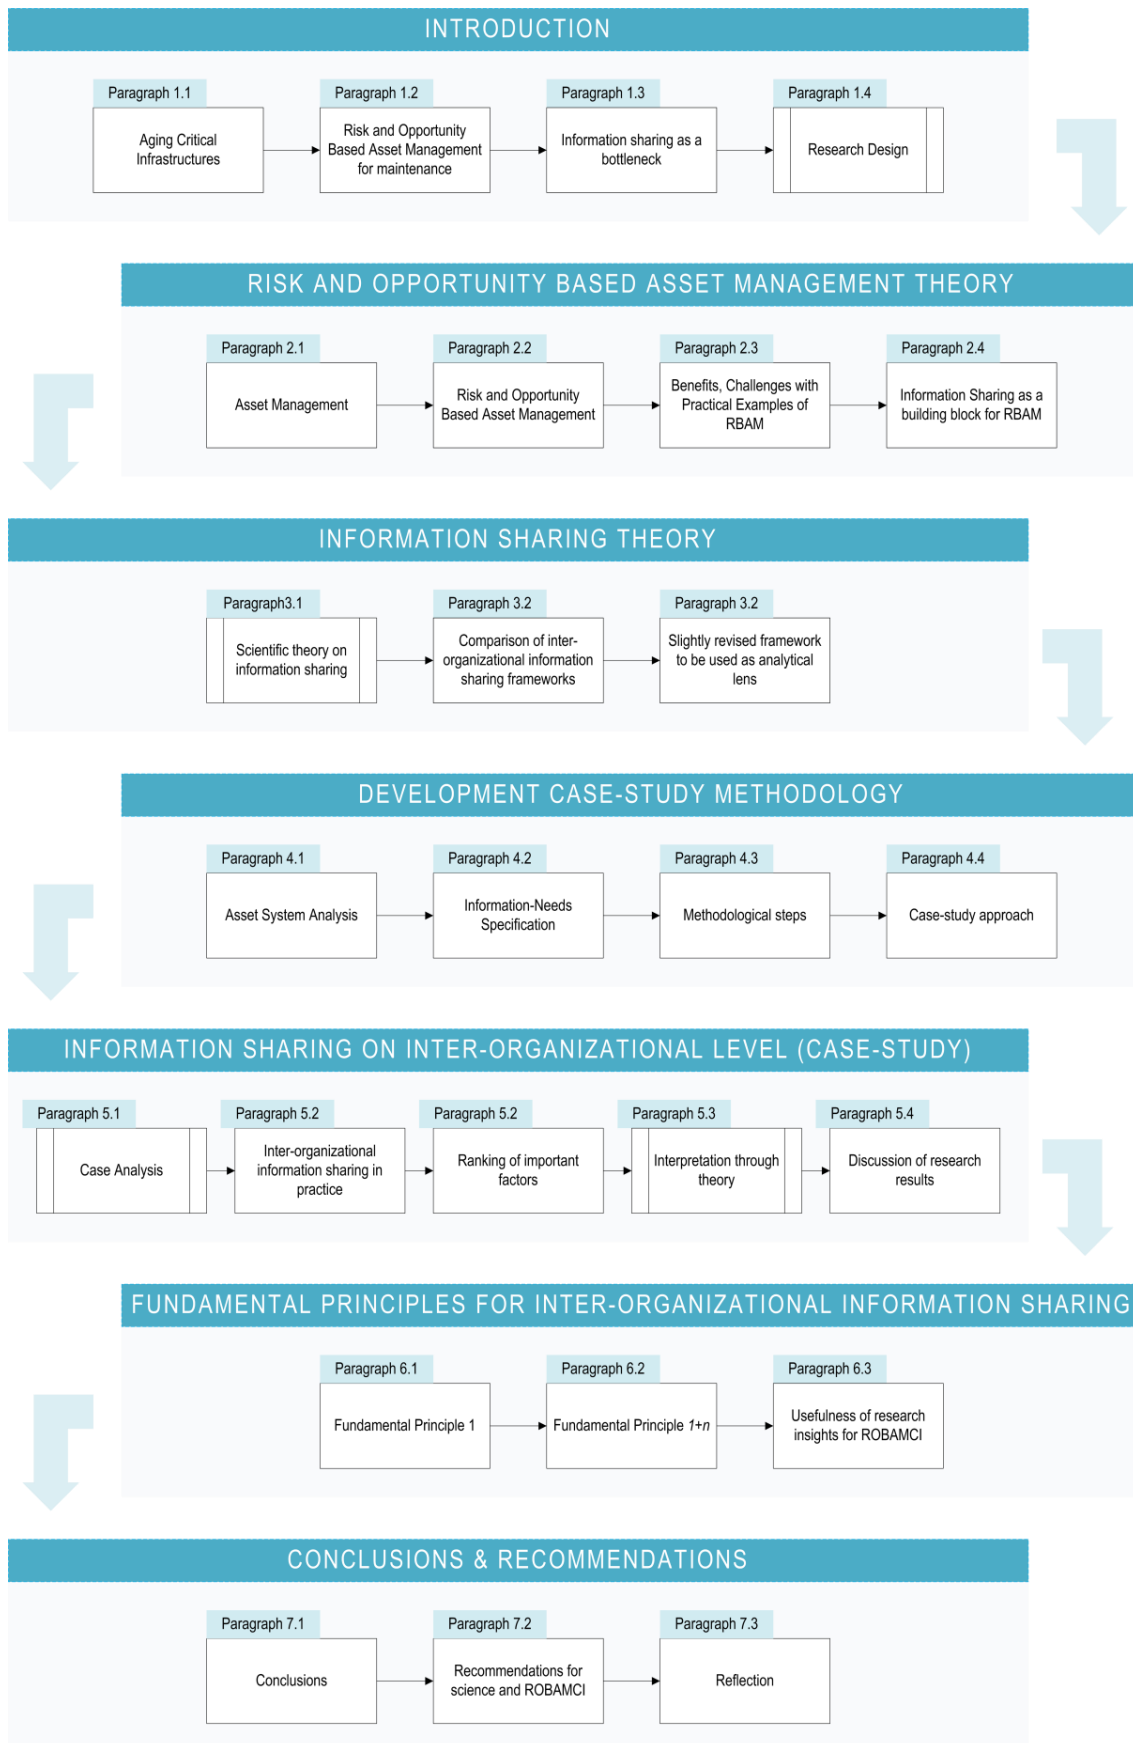 INTRODUCTION
Paragraph 1.1
Aging Critical
Infrastructures
Paragraph 1.2
Risk and Opportunity
Based Asset Management
for maintenance
Paragraph 1.3
Information sharing as a
bottleneck
Paragraph 1.4
Research Design
RISK AND OPPORTUNITY BASED ASSET MANAGEMENT THEORY
Paragraph 2.1
Asset Management
Paragraph 2.2
Risk and Opportunity
Based Asset Management
Paragraph 2.3
Benefits, Challenges with
Practical Examples of
RBAM
Paragraph 2.4
Information Sharing as a
building block for RBAM
INFORMATION SHARING THEORY
Paragraph3.1
Scientific theory on
information sharing
Paragraph 3.2
Comparison of inter-
organizational information
sharing frameworks
Paragraph 3.2
Slightly revised framework
to be used as analytical
lens
DEVELOPMENT CASE-STUDY METHODOLOGY
Paragraph 4.1
Asset System Analysis
Paragraph 4.2
Information-Needs
Specification
Paragraph 4.3
Methodological steps
Paragraph 4.4
Case-study approach
INFORMATION SHARING ON INTER-ORGANIZATIONAL LEVEL (CASE-STUDY)
Paragraph 5.1
Case Analysis
Paragraph 5.2
Inter-organizational
information sharing in
practice
Paragraph 5.2
Ranking of important
factors
Paragraph 5.3
Interpretation through
theory
Paragraph 5.4
Discussion of research
results
FUNDAMENTAL PRINCIPLES FOR INTER-ORGANIZATIONAL INFORMATION SHARING
Paragraph 6.1
Fundamental Principle 1
Paragraph 6.2
Fundamental Principle 1+n
Paragraph 6.3
Usefulness of research
insights for ROBAMCI
CONCLUSIONS & RECOMMENDATIONS
Paragraph 7.1
Conclusions
Paragraph 7.2
Recommendations for
science and ROBAMCI
Paragraph 7.3
Reflection